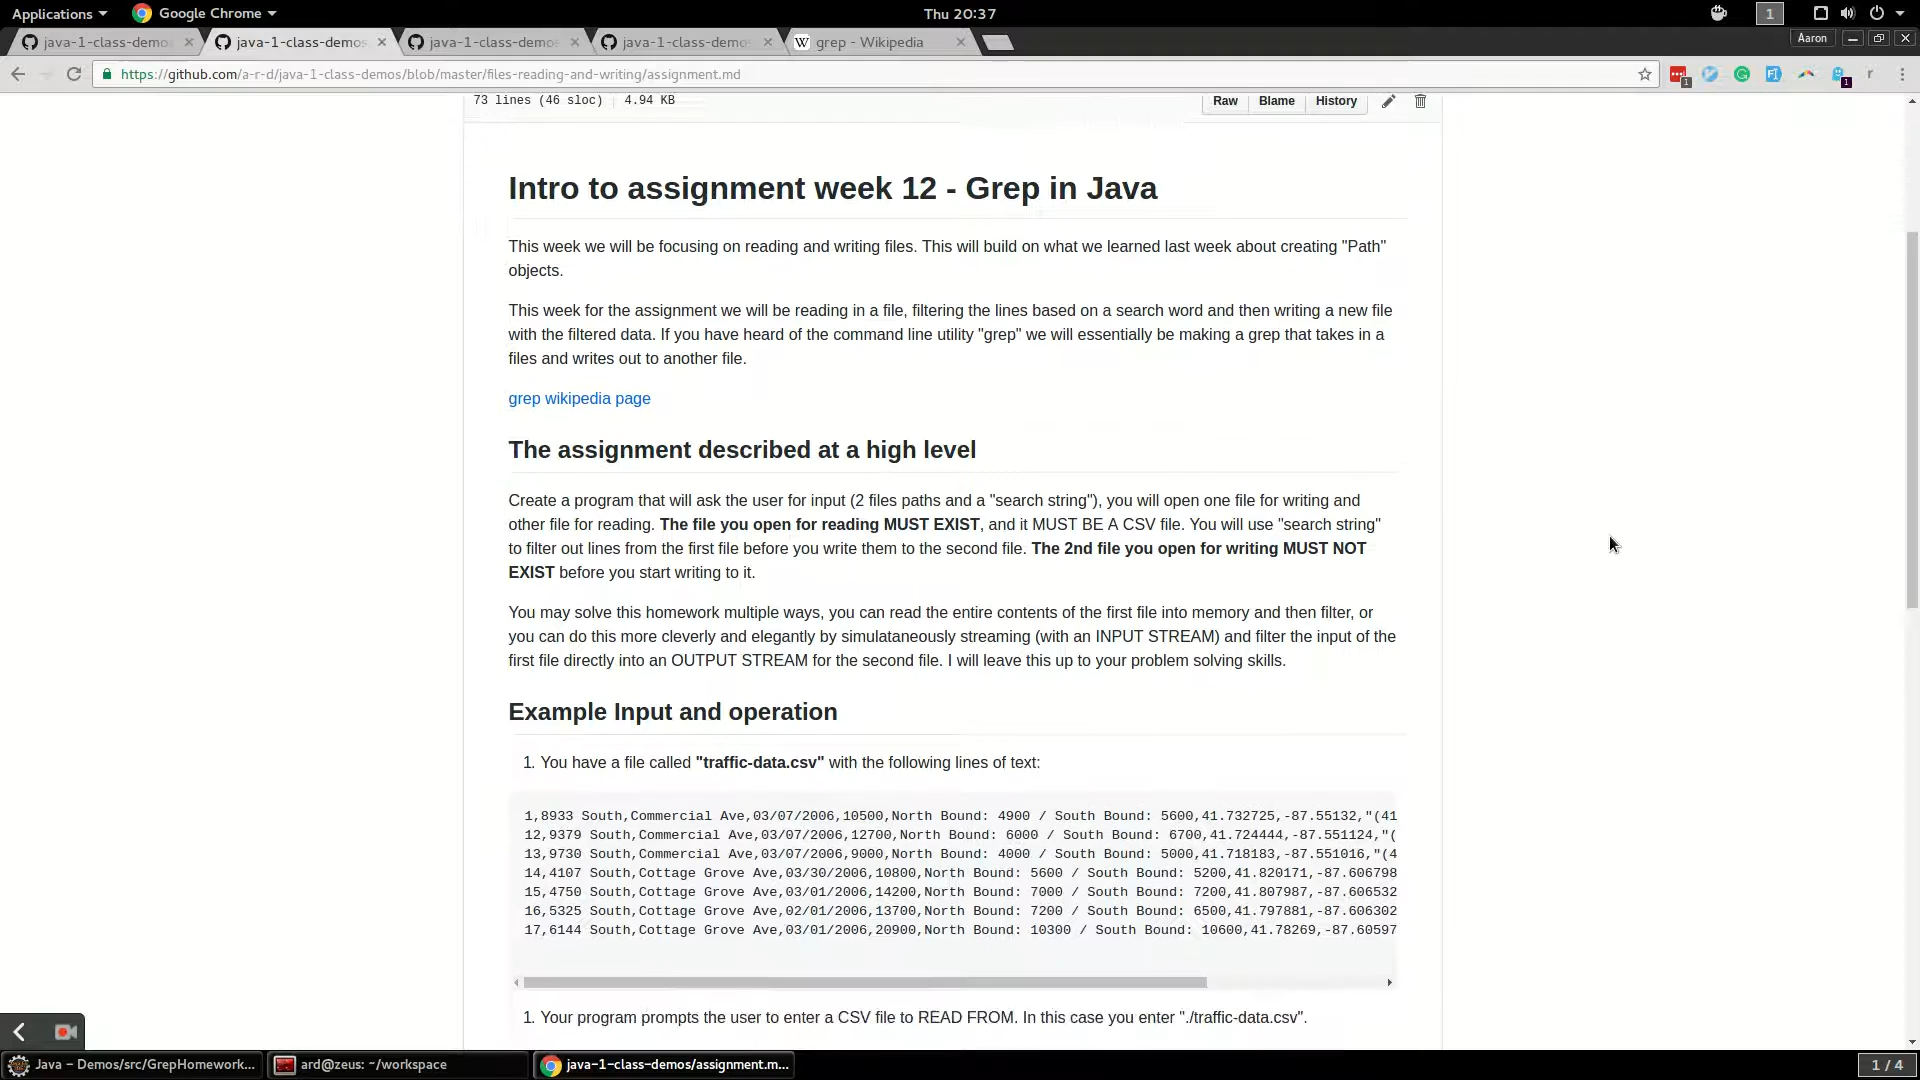 Applications
Google Chrome
Thu 20:37
1
java-1-class-demos
java-1-class-demos
java-1-class-demos
java-1-class-demos
grep - Wikipedia
Aaron
https://github.com/a-r-d/java-1-class-demos/blob/master/files-reading-and-writing/assignment.md
73 lines (46 sloc) 4.94 KB
Raw Blame History
Intro to assignment week 12 - Grep in Java
This week we will be focusing on reading and writing files. This will build on what we learned last week about creating "Path"
objects.
This week for the assignment we will be reading in a file, filtering the lines based on a search word and then writing a new file
with the filtered data. If you have heard of the command line utility "grep" we will essentially be making a grep that takes in a
files and writes out to another file.
grep wikipedia page
The assignment described at a high level
Create a program that will ask the user for input (2 files paths and a "search string"), you will open one file for writing and
other file for reading. The file you open for reading MUST EXIST, and it MUST BE A CSV file. You will use "search string"
to filter out lines from the first file before you write them to the second file. The 2nd file you open for writing MUST NOT
EXIST before you start writing to it.
You may solve this homework multiple ways, you can read the entire contents of the first file into memory and then filter, or
you can do this more cleverly and elegantly by simulataneously streaming (with an INPUT STREAM) and filter the input of the
first file directly into an OUTPUT STREAM for the second file. I will leave this up to your problem solving skills.
Example Input and operation
1. You have a file called "traffic-data.csv" with the following lines of text:
1,8933 South,Commercial Ave,03/07/2006,10500,North Bound: 4900 / South Bound: 5600,41.732725,-87.55132,"(41
12,9379 South,Commercial Ave,03/07/2006,12700,North Bound: 6000 / South Bound: 6700,41.724444,-87.551124,"(
13,9730 South,Commercial Ave,03/07/2006,9000,North Bound: 4000 / South Bound: 5000,41.718183,-87.551016,"(4
14,4107 South,Cottage Grove Ave,03/30/2006,10800,North Bound: 5600 / South Bound: 5200,41.820171,-87.606798
15,4750 South,Cottage Grove Ave,03/01/2006,14200,North Bound: 7000 / South Bound: 7200,41.807987,-87.606532
16,5325 South,Cottage Grove Ave,02/01/2006,13700,North Bound: 7200 / South Bound: 6500,41.797881,-87.606302
17,6144 South,Cottage Grove Ave,03/01/2006,20900,North Bound: 10300 / South Bound: 10600,41.78269,-87.60597
1. Your program prompts the user to enter a CSV file to READ FROM. In this case you enter "./traffic-data.csv".
Java - Demos/src/GrepHomework...
ard@zeus: ~/workspace
java-1-class-demos/assignment.m...
1 / 4